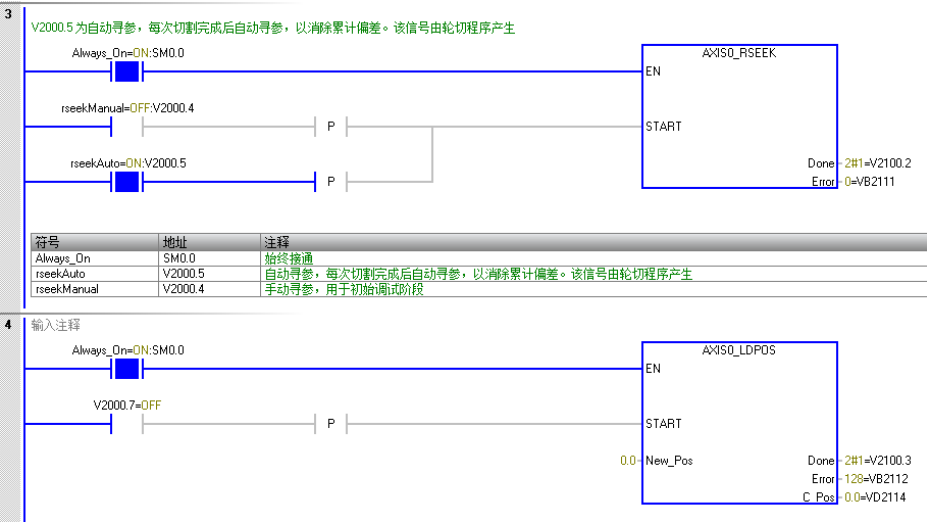 3
V2000.5为自动寻参，每次切割完成后自动寻参，以消除累计偏差。该信号由轮切程序产生
Always_On=ON:SM0.0
AXIS0_RSEEK
EN
rseekManual=OFF:V2000.4
P
START
rseekAuto=ON:V2000.5
P
Done 2#1=V2100.2
Error 0=VB2111
符号 地址 注释
Always_On SM0.0 始终接通
rseekAuto V2000.5 自动寻参，每次切割完成后自动寻参，以消除累计偏差。该信号由轮切程序产生
rseekManual V2000.4 手动寻参，用于初始调试阶段
4 输入注释
Always_On=ON:SM0.0
AXIS0_LDPOS
EN
V2000.7=OFF
P
START
0.0 New_Pos Done 2#1=V2100.3
Error 128=VB2112
C_Pos 0.0=VD2114